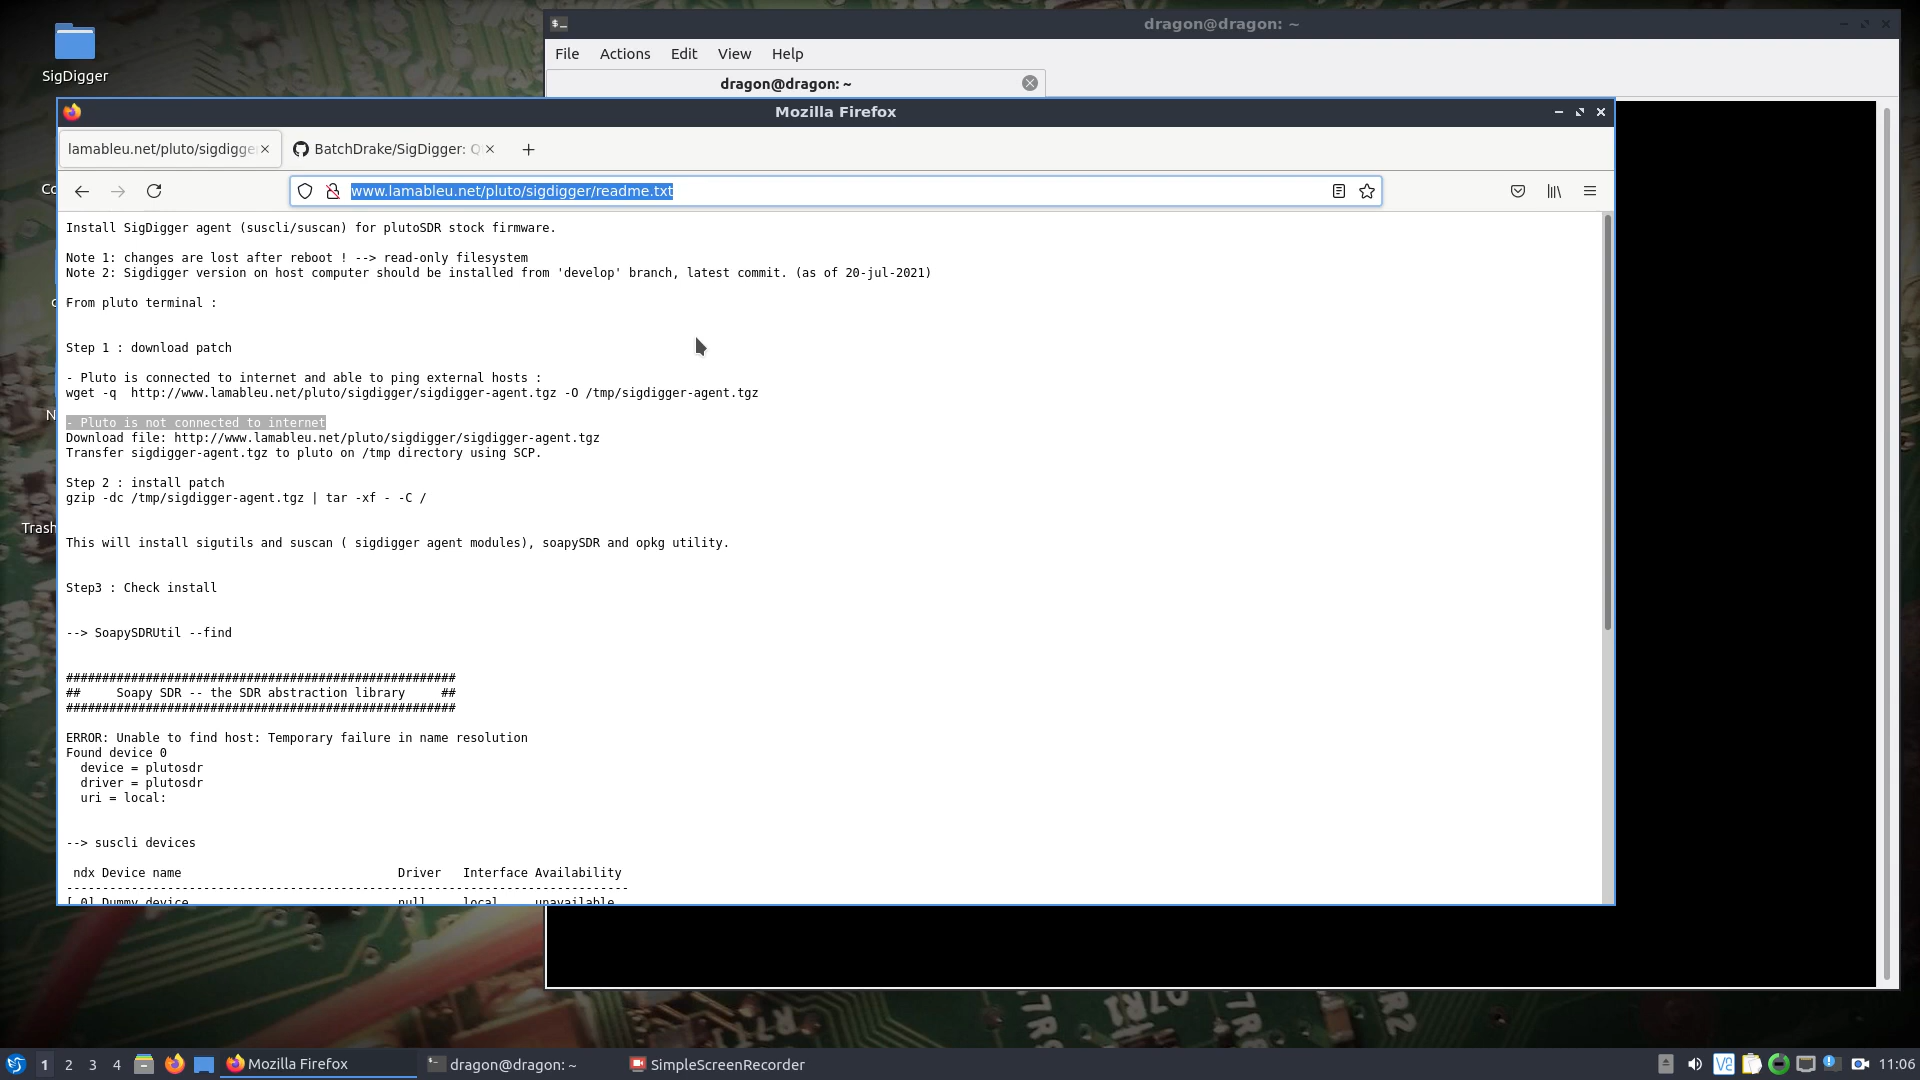 SigDigger
dragon@dragon: ~
File Actions Edit View Help
dragon@dragon: ~
Mozilla Firefox
lamableu.net/pluto/sigdigge
BatchDrake/SigDigger: Q
www.lamableu.net/pluto/sigdigger/readme.txt
Install SigDigger agent (suscli/suscan) for plutoSDR stock firmware.
Note 1: changes are lost after reboot ! --> read-only filesystem
Note 2: Sigdigger version on host computer should be installed from 'develop' branch, latest commit. (as of 20-jul-2021)
From pluto terminal :
Step 1 : download patch
- Pluto is connected to internet and able to ping external hosts :
wget -q  http://www.lamableu.net/pluto/sigdigger/sigdigger-agent.tgz -O /tmp/sigdigger-agent.tgz
- Pluto is not connected to internet
Download file: http://www.lamableu.net/pluto/sigdigger/sigdigger-agent.tgz
Transfer sigdigger-agent.tgz to pluto on /tmp directory using SCP.
Step 2 : install patch
gzip -dc /tmp/sigdigger-agent.tgz | tar -xf - -C /
This will install sigutils and suscan ( sigdigger agent modules), soapySDR and opkg utility.
Step3 : Check install
--> SoapySDRUtil --find
######################################################
##     Soapy SDR -- the SDR abstraction library     ##
######################################################
ERROR: Unable to find host: Temporary failure in name resolution
Found device 0
device = plutosdr
driver = plutosdr
uri = local:
--> suscli devices
ndx Device name                              Driver   Interface Availability
------------------------------------------------------------------------------
[ 0] Dummy device                             null     local     unavailable
Co
N
Trash
1 2 3 4 Mozilla Firefox dragon@dragon: ~ SimpleScreenRecorder 11:06